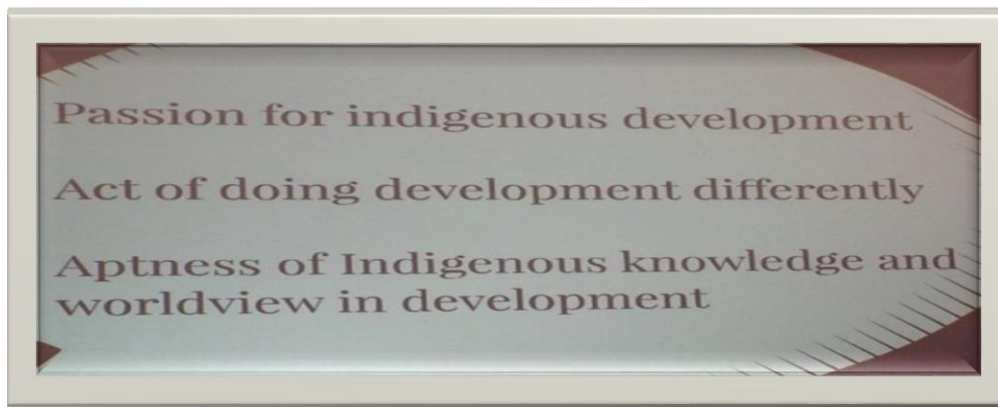 Passion for indigenous development
Act of doing development differently
Aptness of Indigenous knowledge and
worldview in development